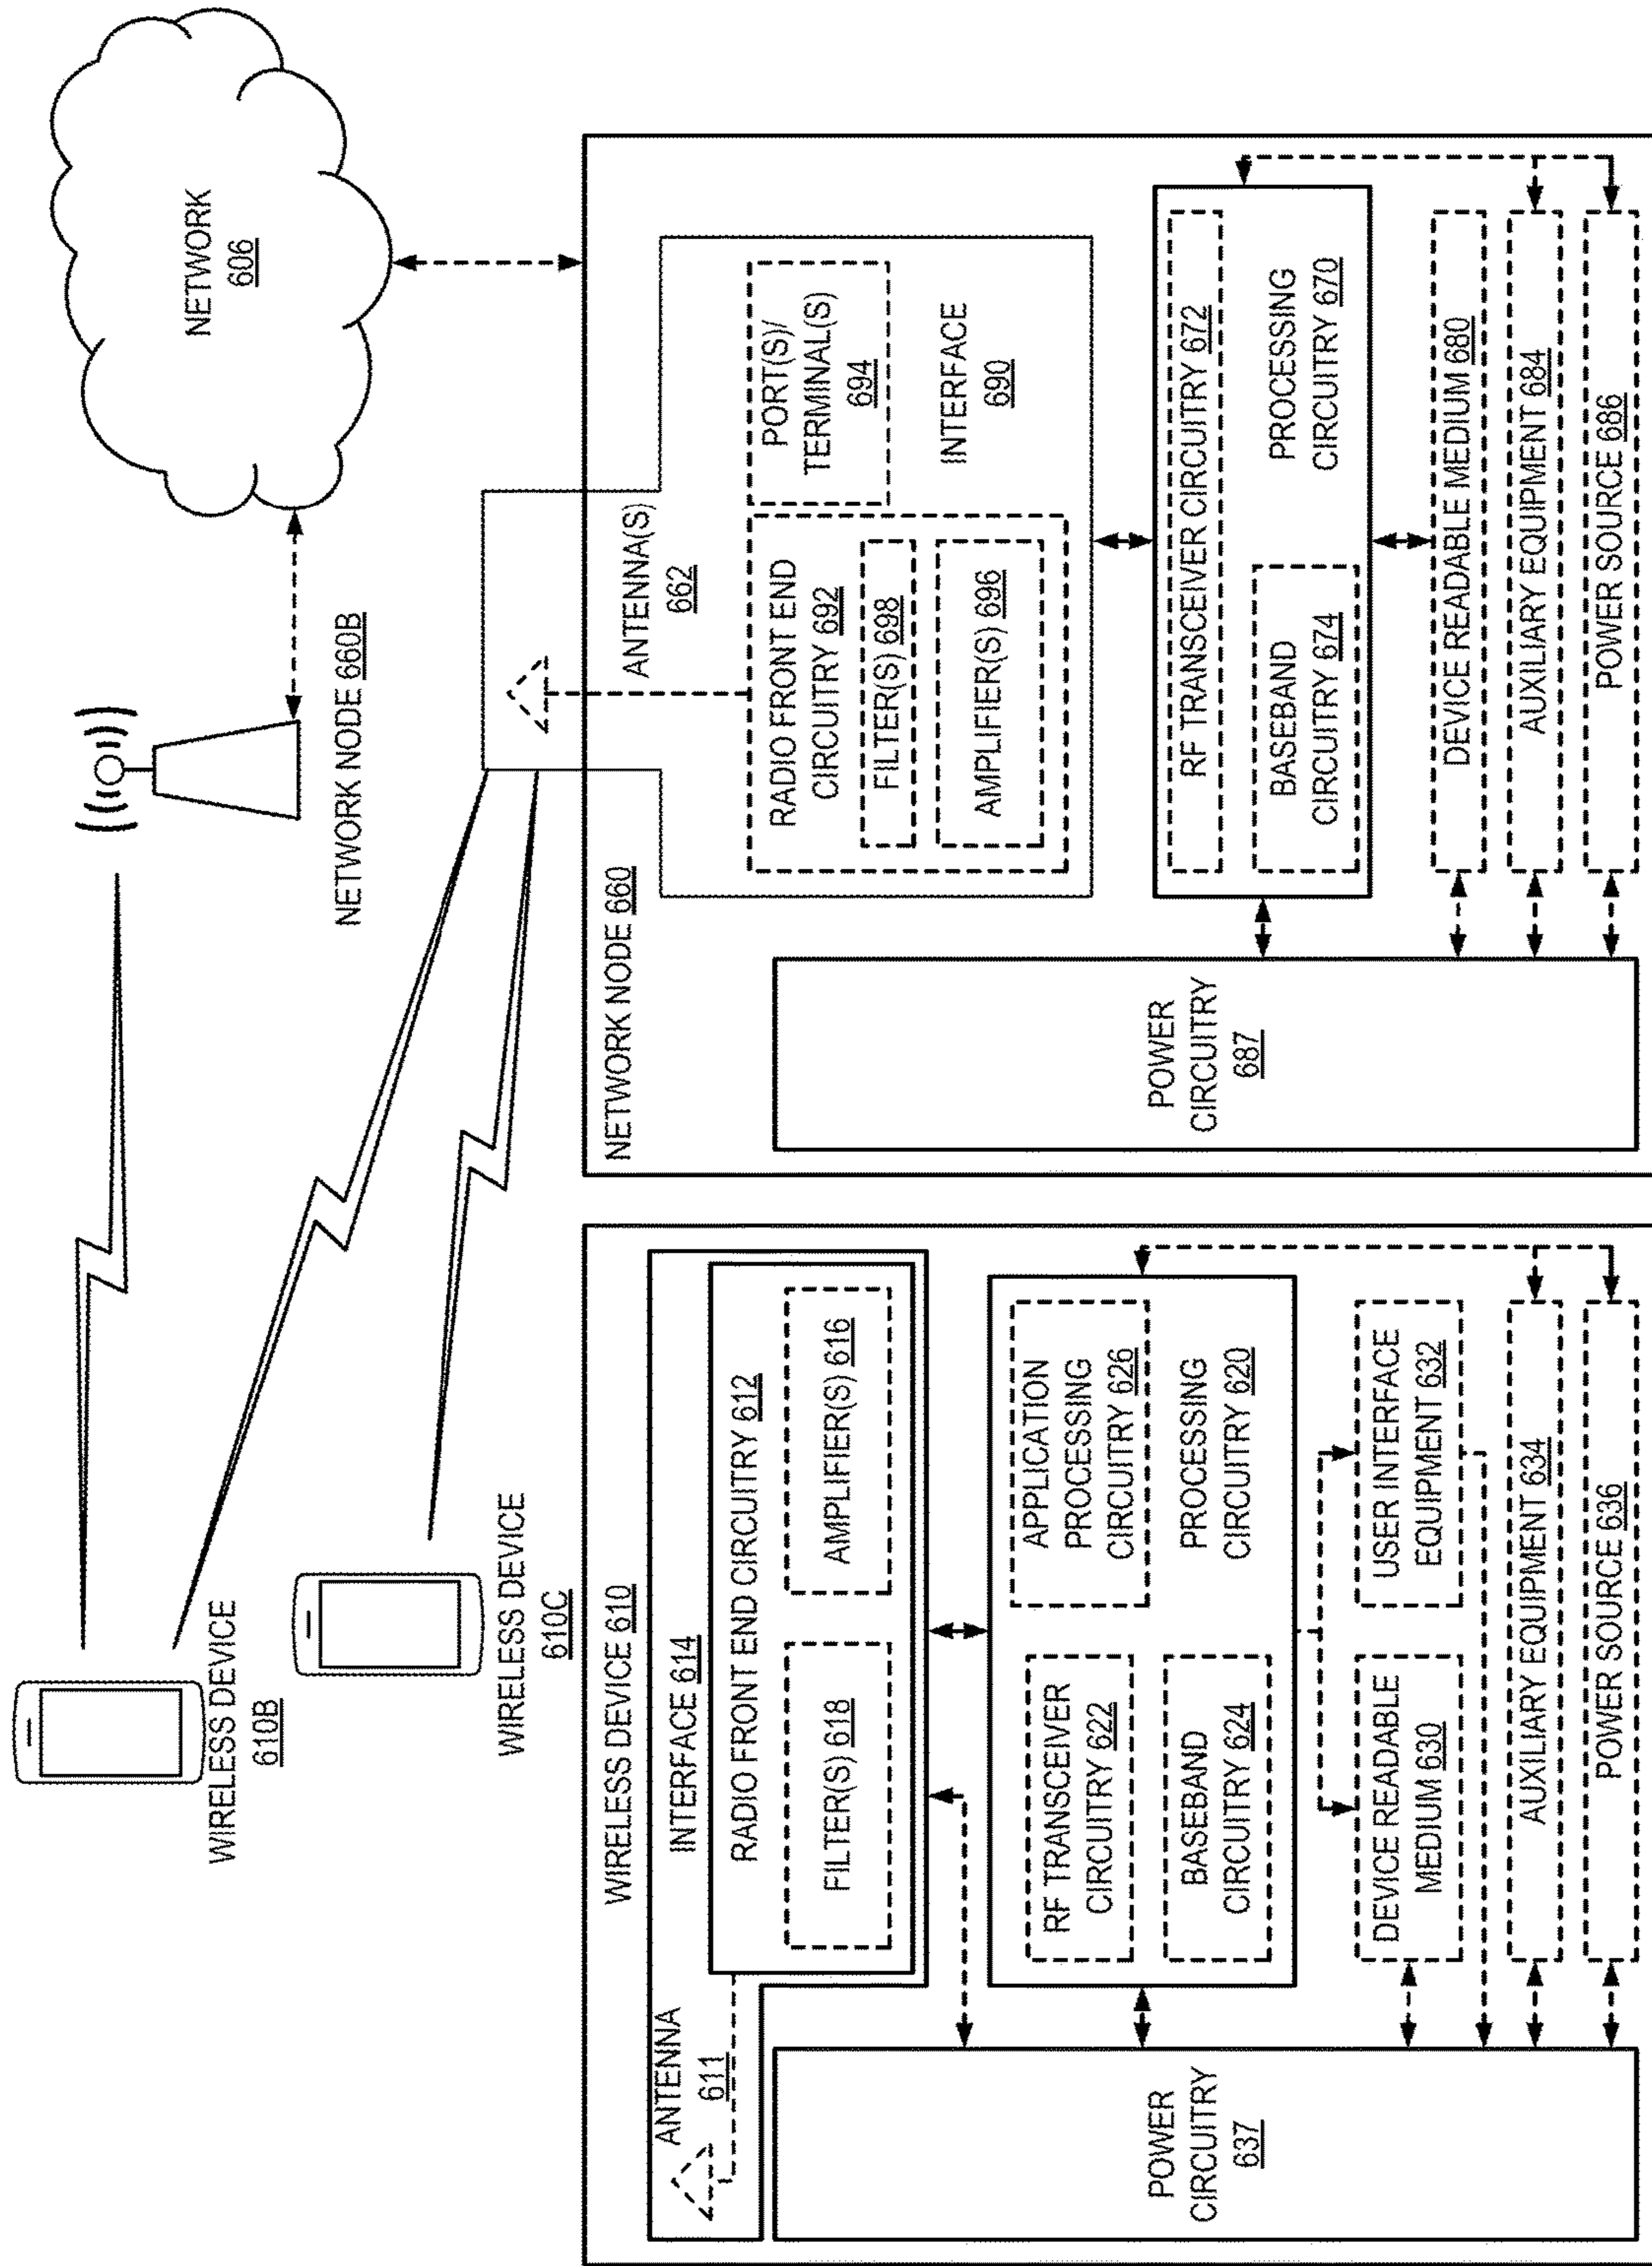 NETWORK
606
NETWORK NODE 660B
WIRELESS DEVICE
610B
WIRELESS DEVICE
610C
WIRELESS DEVICE 610
ANTENNA
611
INTERFACE 614
RADIO FRONT END CIRCUITRY 612
FILTER(S) 618
AMPLIFIER(S) 616
RF TRANSCEIVER
CIRCUITRY 622
BASEBAND
CIRCUITRY 624
APPLICATION
PROCESSING
CIRCUITRY 626
PROCESSING
CIRCUITRY 620
DEVICE READABLE
MEDIUM 630
USER INTERFACE
EQUIPMENT 632
AUXILIARY EQUIPMENT 634
POWER SOURCE 636
POWER
CIRCUITRY
637
NETWORK NODE 660
ANTENNA(S)
662
RADIO FRONT END
CIRCUITRY 692
FILTER(S) 698
AMPLIFIER(S) 696
PORT(S)/
TERMINAL(S)
694
INTERFACE
690
RF TRANSCEIVER CIRCUITRY 672
BASEBAND
CIRCUITRY 674
PROCESSING
CIRCUITRY 670
DEVICE READABLE MEDIUM 680
AUXILIARY EQUIPMENT 684
POWER SOURCE 686
POWER
CIRCUITRY
687